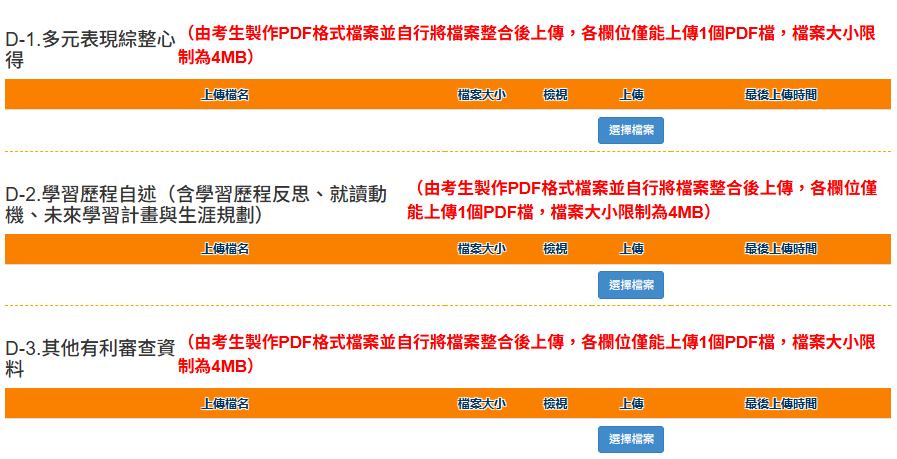 D-1.多元表現綜整心得
（由考生製作PDF格式檔案並自行將檔案整合後上傳，各欄位僅能上傳1個PDF檔，檔案大小限制為4MB）
上傳檔名 檔案大小 檢視 上傳 最後上傳時間
選擇檔案
D-2.學習歷程自述（含學習歷程反思、就讀動機、未來學習計畫與生涯規劃）
（由考生製作PDF格式檔案並自行將檔案整合後上傳，各欄位僅能上傳1個PDF檔，檔案大小限制為4MB）
上傳檔名 檔案大小 檢視 上傳 最後上傳時間
選擇檔案
D-3.其他有利審查資料
（由考生製作PDF格式檔案並自行將檔案整合後上傳，各欄位僅能上傳1個PDF檔，檔案大小限制為4MB）
上傳檔名 檔案大小 檢視 上傳 最後上傳時間
選擇檔案